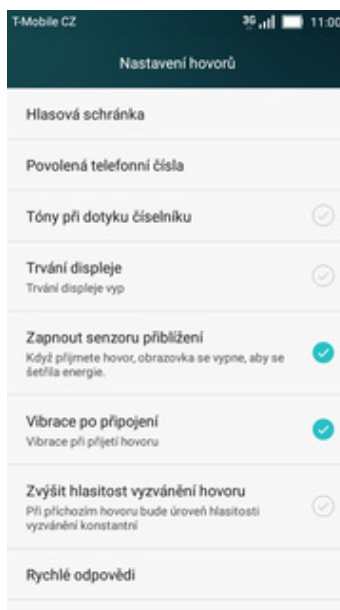 T-Mobile CZ 3G 11:00
Nastavení hovorů
Hlasová schránka
Povolená telefonní čísla
Tóny při dotyku číselníku
Trvání displeje
Trvání displeje vyp
Zapnout senzoru přiblížení
Když přijmete hovor, obrazovka se vypne, aby se
šetřila energie.
Vibrace po připojení
Vibrace při přijetí hovoru
Zvýšit hlasitost vyzvánění hovoru
Při příchozím hovoru bude úroveň hlasitosti
vyzvánění konstantní
Rychlé odpovědi